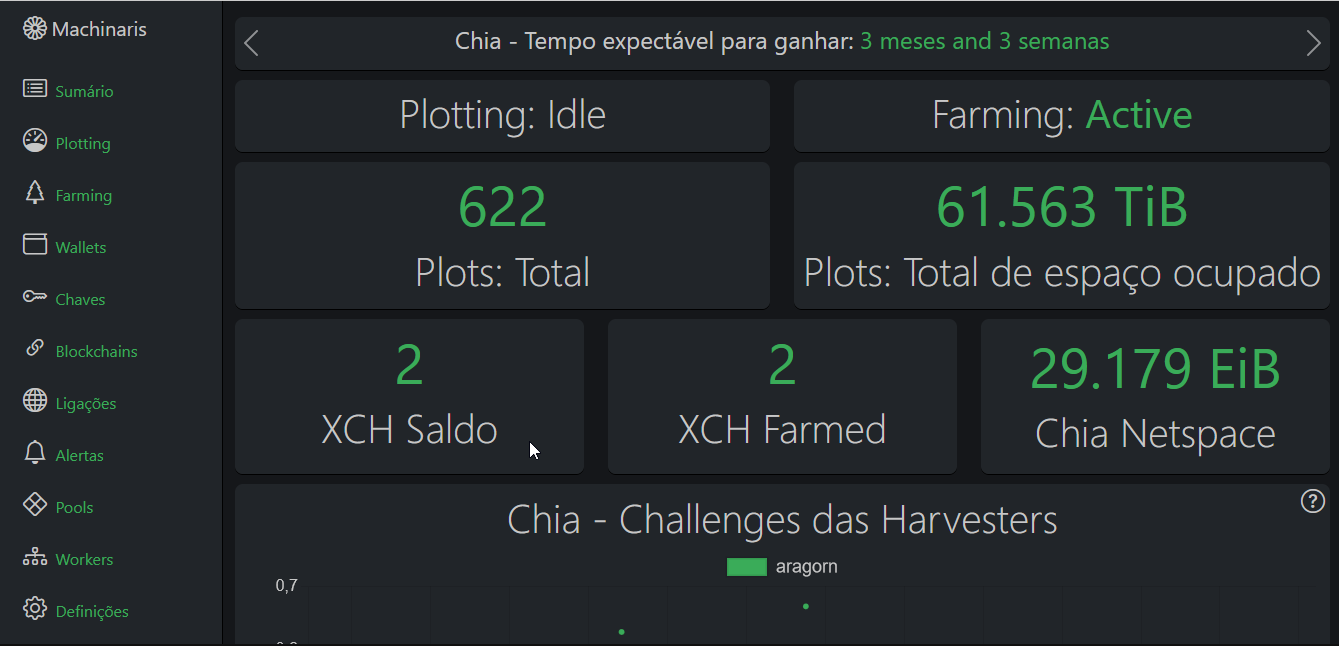 Machinaris
Sumário
Plotting
Farming
Wallets
Chaves
Blockchains
Ligações
Alertas
Pools
Workers
Definições
Chia - Tempo expectável para ganhar: 3 meses and 3 semanas
Plotting: Idle
Farming: Active
622
Plots: Total
61.563 TiB
Plots: Total de espaço ocupado
2
XCH Saldo
2
XCH Farmed
29.179 EiB
Chia Netspace
Chia - Challenges das Harvesters
aragorn
0,7